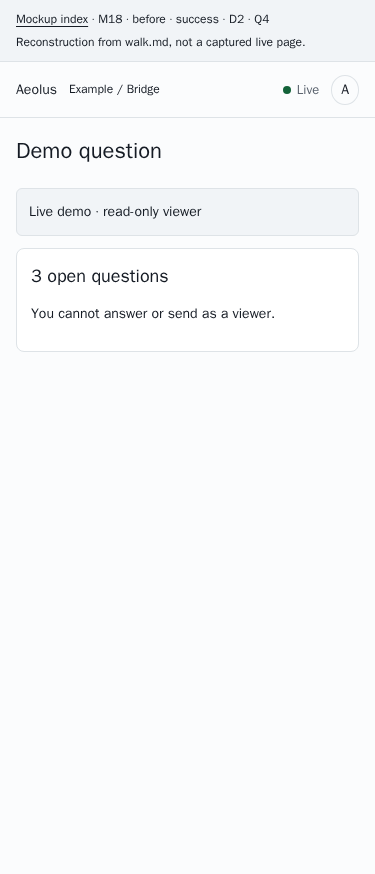 Mockup index · M18 · before · success · D2 · Q4
Reconstruction from walk.md, not a captured live page.
Aeolus Example / Bridge Live A
Demo question
Live demo · read-only viewer
3 open questions
You cannot answer or send as a viewer.